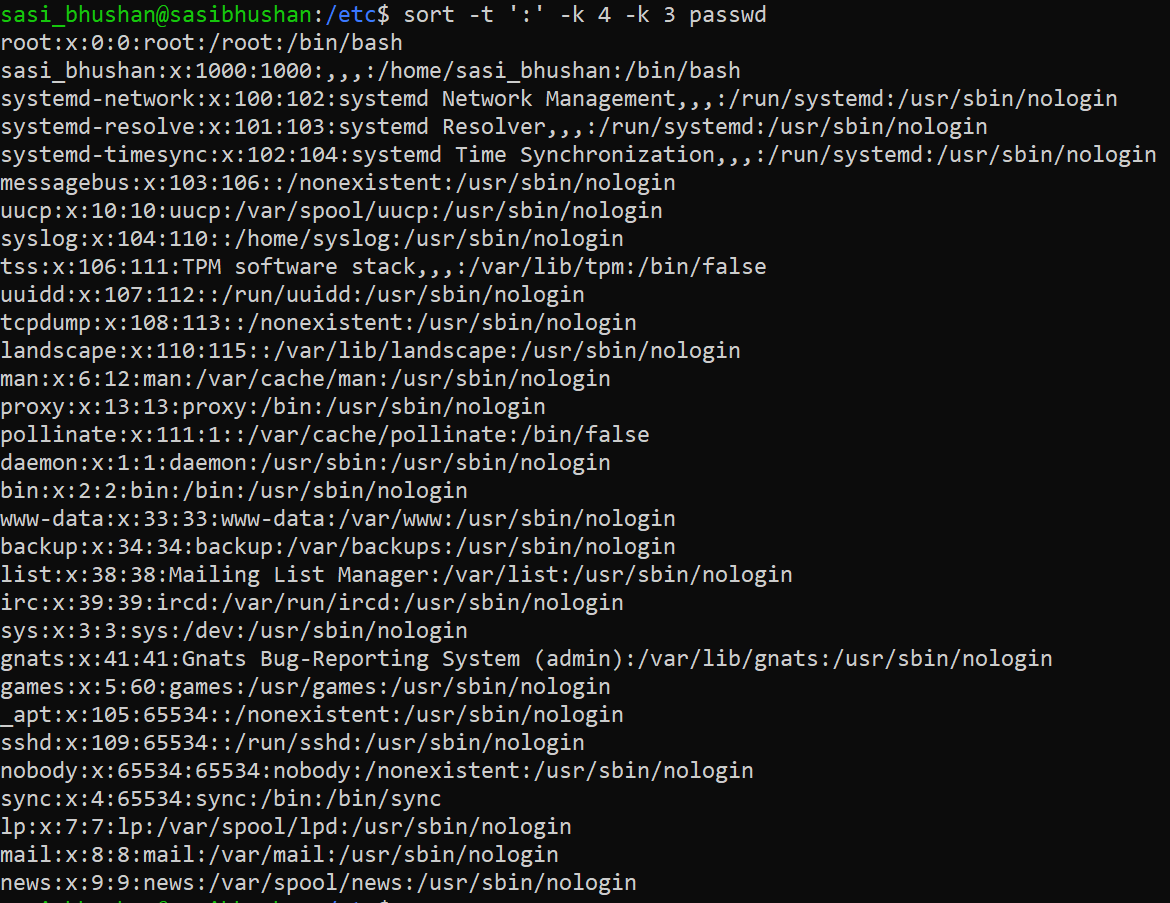 sasi_bhushan@sasibhushan:/etc$ sort -t ':' -k 4 -k 3 passwd
root:x:0:0:root:/root:/bin/bash
sasi_bhushan:x:1000:1000:,,,:/home/sasi_bhushan:/bin/bash
systemd-network:x:100:102:systemd Network Management,,,:/run/systemd:/usr/sbin/nologin
systemd-resolve:x:101:103:systemd Resolver,,,:/run/systemd:/usr/sbin/nologin
systemd-timesync:x:102:104:systemd Time Synchronization,,,:/run/systemd:/usr/sbin/nologin
messagebus:x:103:106::/nonexistent:/usr/sbin/nologin
uucp:x:10:10:uucp:/var/spool/uucp:/usr/sbin/nologin
syslog:x:104:110::/home/syslog:/usr/sbin/nologin
tss:x:106:111:TPM software stack,,,:/var/lib/tpm:/bin/false
uuidd:x:107:112::/run/uuidd:/usr/sbin/nologin
tcpdump:x:108:113::/nonexistent:/usr/sbin/nologin
landscape:x:110:115::/var/lib/landscape:/usr/sbin/nologin
man:x:6:12:man:/var/cache/man:/usr/sbin/nologin
proxy:x:13:13:proxy:/bin:/usr/sbin/nologin
pollinate:x:111:1::/var/cache/pollinate:/bin/false
daemon:x:1:1:daemon:/usr/sbin:/usr/sbin/nologin
bin:x:2:2:bin:/bin:/usr/sbin/nologin
www-data:x:33:33:www-data:/var/www:/usr/sbin/nologin
backup:x:34:34:backup:/var/backups:/usr/sbin/nologin
list:x:38:38:Mailing List Manager:/var/list:/usr/sbin/nologin
irc:x:39:39:ircd:/var/run/ircd:/usr/sbin/nologin
sys:x:3:3:sys:/dev:/usr/sbin/nologin
gnats:x:41:41:Gnats Bug-Reporting System (admin):/var/lib/gnats:/usr/sbin/nologin
games:x:5:60:games:/usr/games:/usr/sbin/nologin
_apt:x:105:65534::/nonexistent:/usr/sbin/nologin
sshd:x:109:65534::/run/sshd:/usr/sbin/nologin
nobody:x:65534:65534:nobody:/nonexistent:/usr/sbin/nologin
sync:x:4:65534:sync:/bin:/bin/sync
lp:x:7:7:lp:/var/spool/lpd:/usr/sbin/nologin
mail:x:8:8:mail:/var/mail:/usr/sbin/nologin
news:x:9:9:news:/var/spool/news:/usr/sbin/nologin